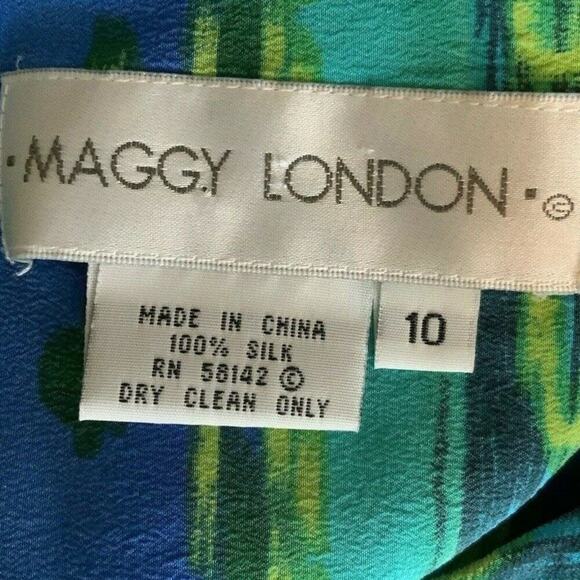 · MAGGY LONDON · ©
MADE IN CHINA
100% SILK
RN 58142 ©
DRY CLEAN ONLY
10